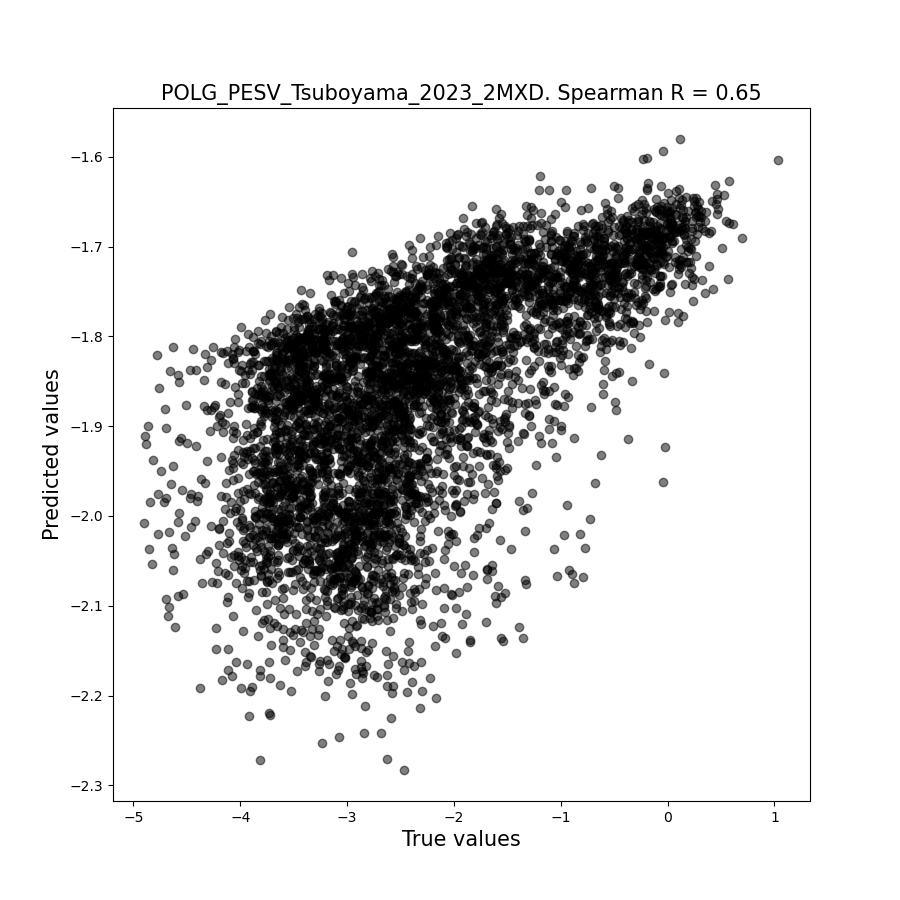 POLG_PESV_Tsuboyama_2023_2MXD. Spearman R = 0.65
−1.6
−1.7
−1.8
−1.9
−2.0
−2.1
−2.2
−2.3
Predicted values
−5 −4 −3 −2 −1 0 1
True values